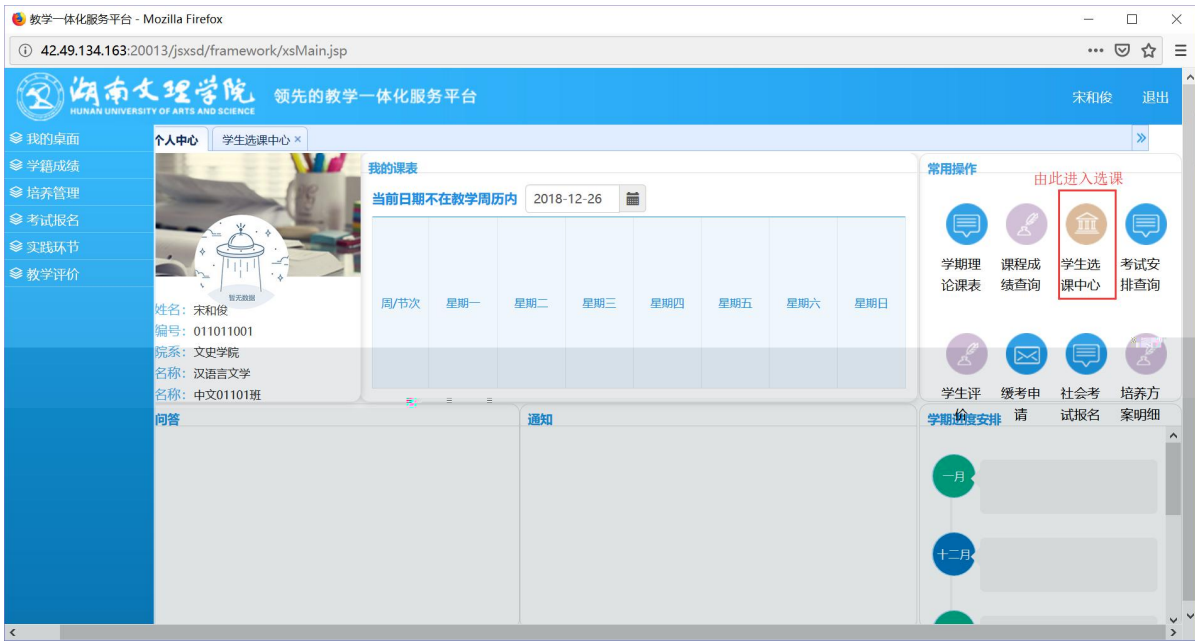 教学一体化服务平台 - Mozilla Firefox
42.49.134.163:20013/jsxsd/framework/xsMain.jsp
湖南文理学院
HUNAN UNIVERSITY OF ARTS AND SCIENCE
领先的教学一体化服务平台
宋和俊 退出
我的桌面
学籍成绩
培养管理
考试报名
实践环节
教学评价
个人中心 学生选课中心 ×
暂无数据
姓名：宋和俊
编号：011011001
院系：文史学院
名称：汉语言文学
名称：中文01101班
我的课表
当前日期不在教学周历内 2018-12-26
周/节次 星期一 星期二 星期三 星期四 星期五 星期六 星期日
常用操作
由此进入选课
学期理论课表
课程成绩查询
学生选课中心
考试安排查询
学生评价
缓考申请
社会考试报名
培养方案明细
问答
通知
学期进度安排
一月
十二月